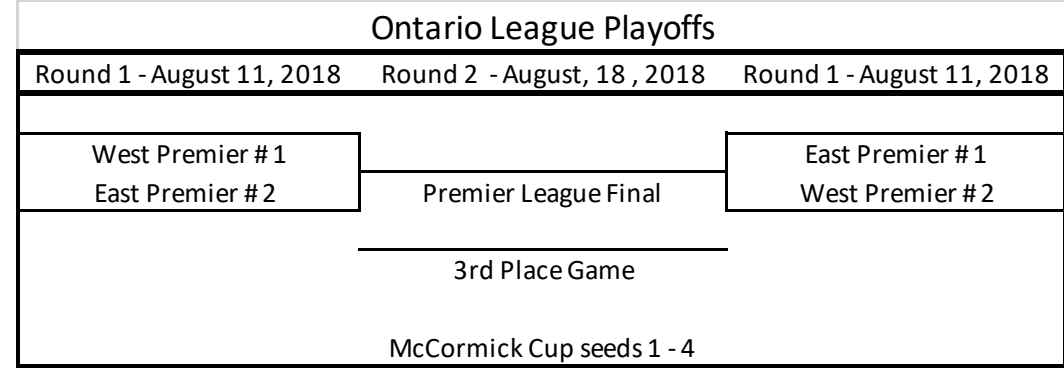 Ontario League Playoffs
Round 1 - August 11, 2018 Round 2 - August, 18 , 2018 Round 1 - August 11, 2018
West Premier # 1 East Premier # 1
East Premier # 2 Premier League Final West Premier # 2
3rd Place Game
McCormick Cup seeds 1 - 4